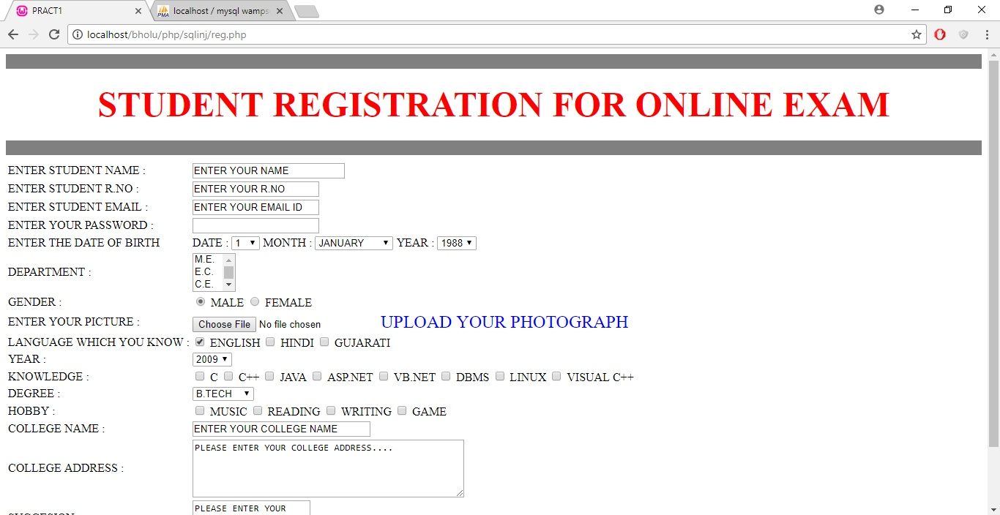 PRACT1
localhost / mysql wamps
localhost/bholu/php/sqlinj/reg.php
STUDENT REGISTRATION FOR ONLINE EXAM
ENTER STUDENT NAME : ENTER YOUR NAME
ENTER STUDENT R.NO : ENTER YOUR R.NO
ENTER STUDENT EMAIL : ENTER YOUR EMAIL ID
ENTER YOUR PASSWORD :
ENTER THE DATE OF BIRTH DATE : 1 MONTH : JANUARY YEAR : 1988
M.E.
DEPARTMENT : E.C.
C.E.
GENDER : MALE FEMALE
ENTER YOUR PICTURE : Choose File No file chosen UPLOAD YOUR PHOTOGRAPH
LANGUAGE WHICH YOU KNOW : ENGLISH HINDI GUJARATI
YEAR : 2009
KNOWLEDGE : C C++ JAVA ASP.NET VB.NET DBMS LINUX VISUAL C++
DEGREE : B.TECH
HOBBY : MUSIC READING WRITING GAME
COLLEGE NAME : ENTER YOUR COLLEGE NAME
PLEASE ENTER YOUR COLLEGE ADDRESS....
COLLEGE ADDRESS :
PLEASE ENTER YOUR